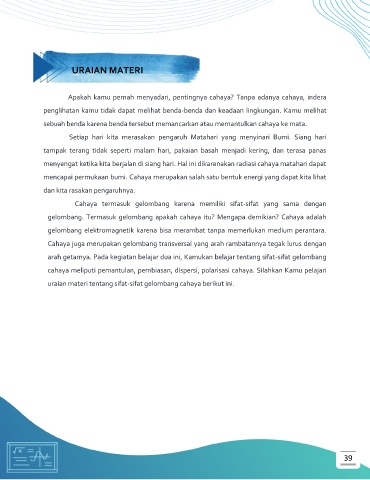 URAIAN MATERI
Apakah kamu pernah menyadari, pentingnya cahaya? Tanpa adanya cahaya, indera
penglihatan kamu tidak dapat melihat benda-benda dan keadaan lingkungan. Kamu melihat
sebuah benda karena benda tersebut memancarkan atau memantulkan cahaya ke mata.
Setiap hari kita merasakan pengaruh Matahari yang menyinari Bumi. Siang hari
tampak terang tidak seperti malam hari, pakaian basah menjadi kering, dan terasa panas
menyengat ketika kita berjalan di siang hari. Hal ini dikarenakan radiasi cahaya matahari dapat
mencapai permukaan bumi. Cahaya merupakan salah satu bentuk energi yang dapat kita lihat
dan kita rasakan pengaruhnya.
Cahaya termasuk gelombang karena memiliki sifat-sifat yang sama dengan
gelombang. Termasuk gelombang apakah cahaya itu? Mengapa demikian? Cahaya adalah
gelombang elektromagnetik karena bisa merambat tanpa memerlukan medium perantara.
Cahaya juga merupakan gelombang transversal yang arah rambatannya tegak lurus dengan
arah getarnya. Pada kegiatan belajar dua ini, Kamukan belajar tentang sifat-sifat gelombang
cahaya meliputi pemantulan, pembiasan, dispersi, polarisasi cahaya. Silahkan Kamu pelajari
uraian materi tentang sifat-sifat gelombang cahaya berikut ini.
39